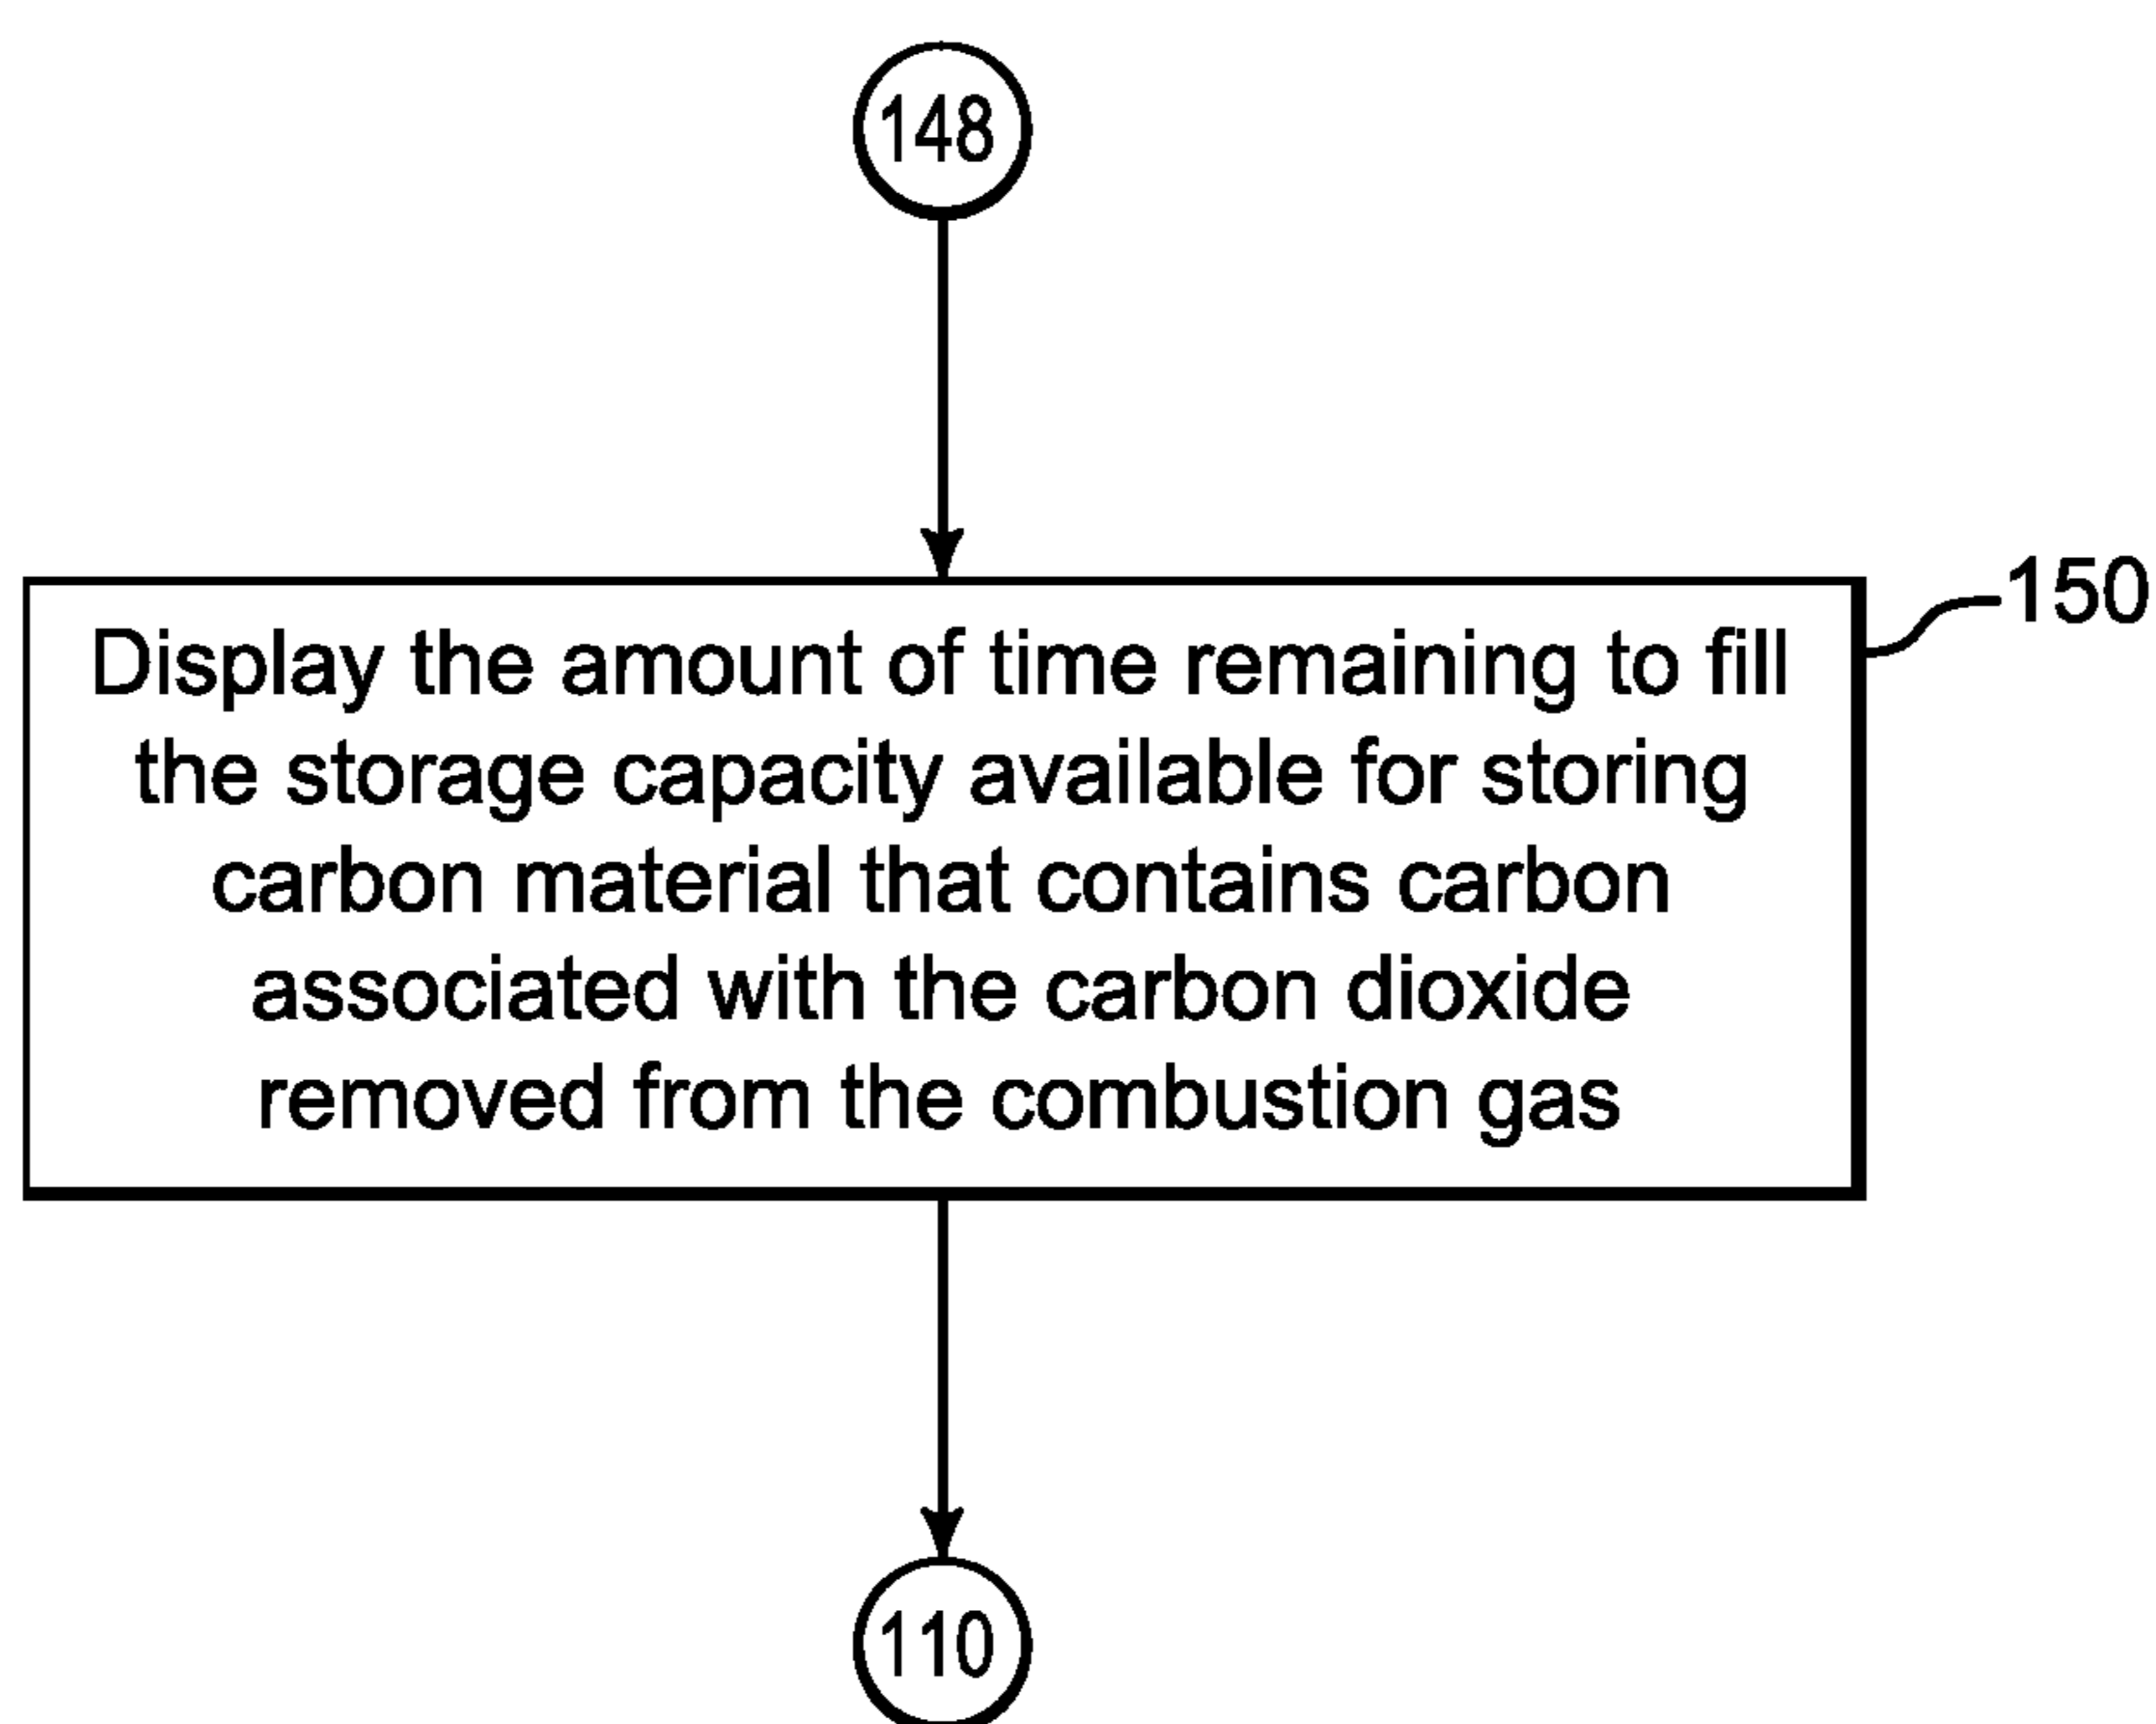 148
150
Display the amount of time remaining to fill
the storage capacity available for storing
carbon material that contains carbon
associated with the carbon dioxide
removed from the combustion gas
110